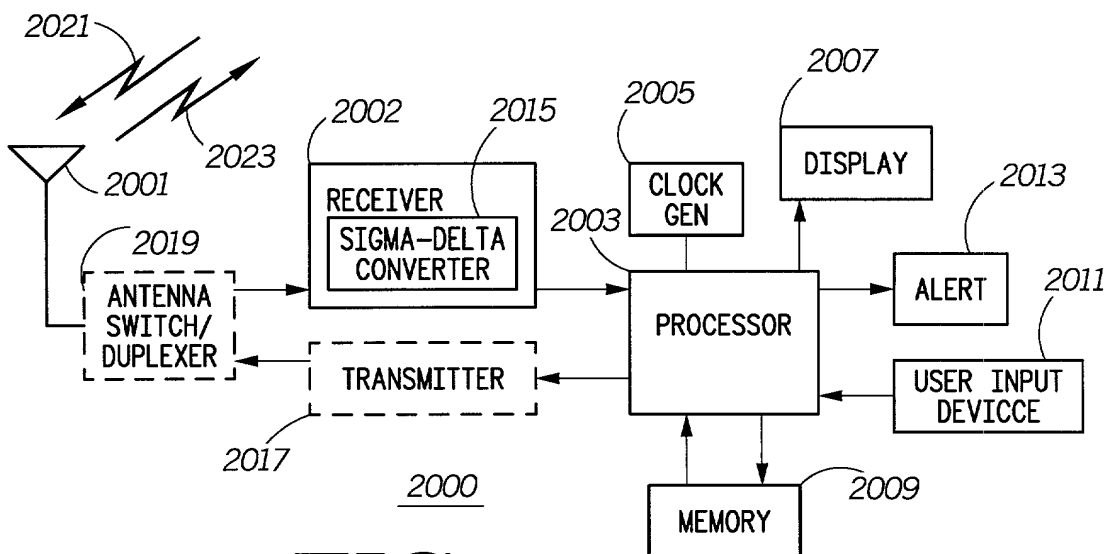 2021
2007
2005
2002
2015
2023
DISPLAY
2001
CLOCK
GEN
2013
RECEIVER
2003
2019
SIGMA-DELTA
CONVERTER
ANTENNA
SWITCH/
DUPLEXER
PROCESSOR
ALERT
2011
TRANSMITTER
USER INPUT
DEVICCE
2017
2000
2009
MEMORY